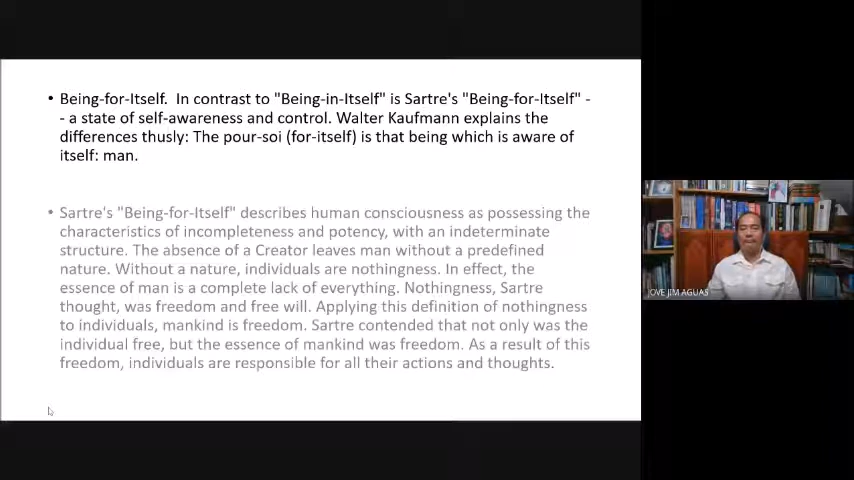 • Being-for-Itself.  In contrast to "Being-in-Itself" is Sartre's "Being-for-Itself" -
- a state of self-awareness and control. Walter Kaufmann explains the
differences thusly: The pour-soi (for-itself) is that being which is aware of
itself: man.
• Sartre's "Being-for-Itself" describes human consciousness as possessing the
characteristics of incompleteness and potency, with an indeterminate
structure. The absence of a Creator leaves man without a predefined
nature. Without a nature, individuals are nothingness. In effect, the
essence of man is a complete lack of everything. Nothingness, Sartre
thought, was freedom and free will. Applying this definition of nothingness
to individuals, mankind is freedom. Sartre contended that not only was the
individual free, but the essence of mankind was freedom. As a result of this
freedom, individuals are responsible for all their actions and thoughts.
OVE JIM AGUAS